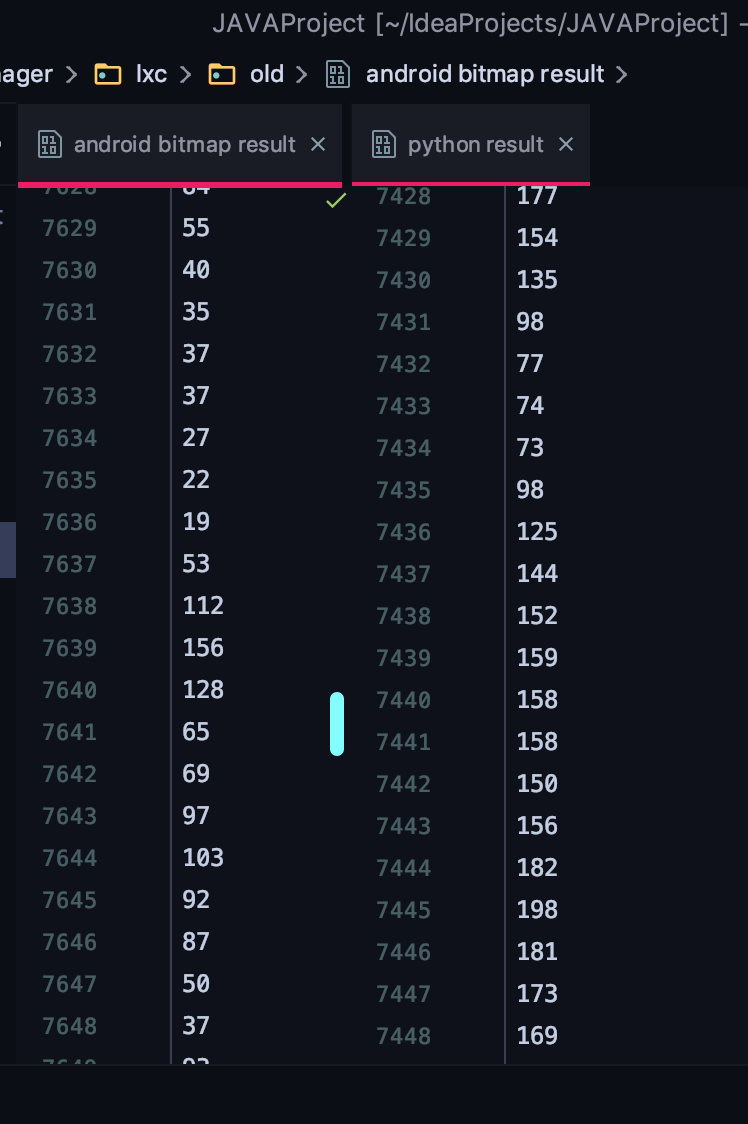 JAVAProject [~/IdeaProjects/JAVAProject] –
ager > lxc > old > android bitmap result >
android bitmap result × python result ×
7628 64 7428 177
7629 55 7429 154
7630 40 7430 135
7631 35 7431 98
7632 37 7432 77
7633 37 7433 74
7634 27 7434 73
7635 22 7435 98
7636 19 7436 125
7637 53 7437 144
7638 112 7438 152
7639 156 7439 159
7640 128 7440 158
7641 65 7441 158
7642 69 7442 150
7643 97 7443 156
7644 103 7444 182
7645 92 7445 198
7646 87 7446 181
7647 50 7447 173
7648 37 7448 169
7649